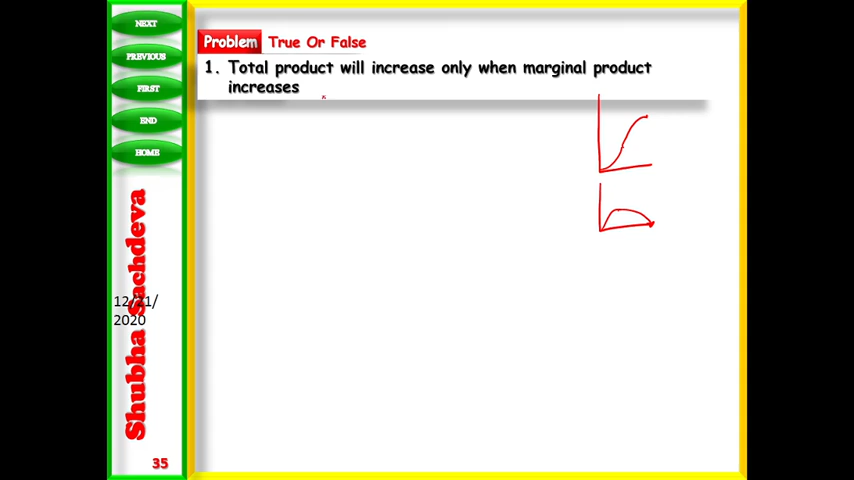 NEXT
PREVIOUS
FIRST
END
HOME
Shubha Sachdeva
12/21/
2020
35
Problem True Or False
1. Total product will increase only when marginal product
increases